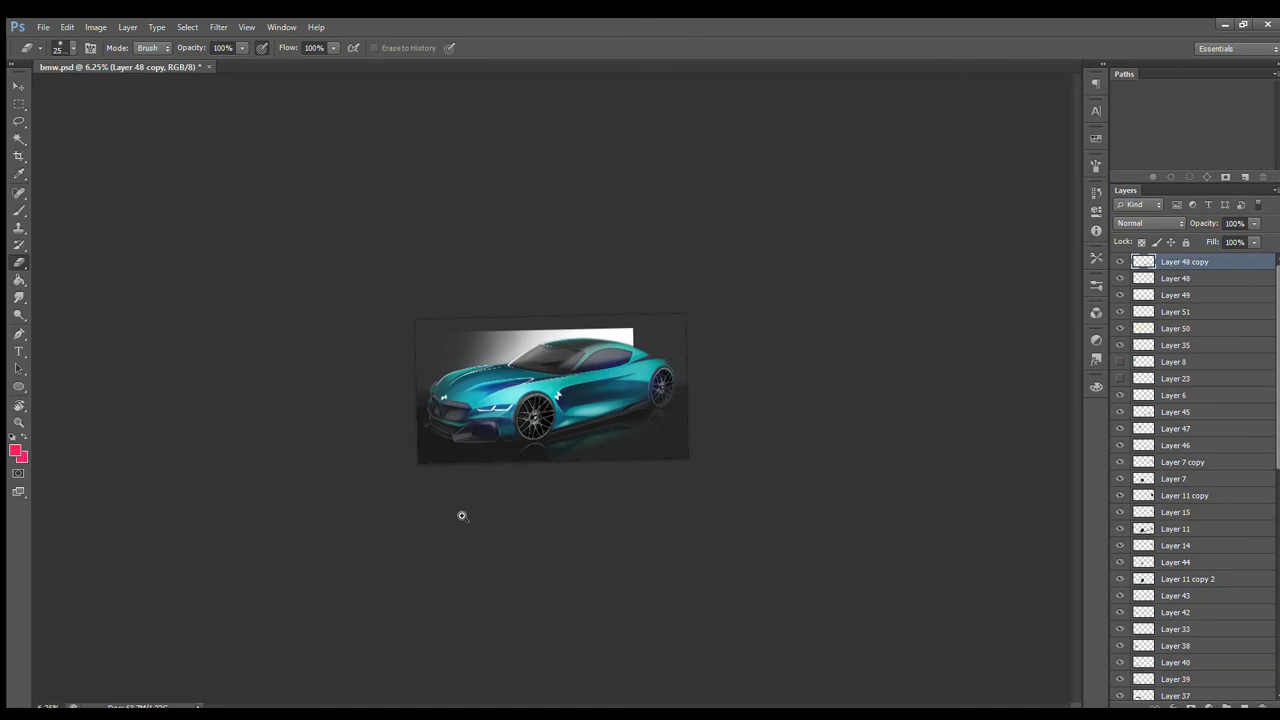 Ps File Edit Image Layer Type Select Filter View Window Help
25 Mode: Brush Opacity: 100% Flow: 100% Erase to History Essentials
bmw.psd @ 6.25% (Layer 48 copy, RGB/8) * ×
Paths
Layers
Kind
Normal Opacity: 100%
Lock: Fill: 100%
Layer 48 copy
Layer 48
Layer 49
Layer 51
Layer 50
Layer 35
Layer 8
Layer 23
Layer 6
Layer 45
Layer 47
Layer 46
Layer 7 copy
Layer 7
Layer 11 copy
Layer 15
Layer 11
Layer 14
Layer 44
Layer 11 copy 2
Layer 43
Layer 42
Layer 33
Layer 38
Layer 40
Layer 39
Layer 37
6.25%